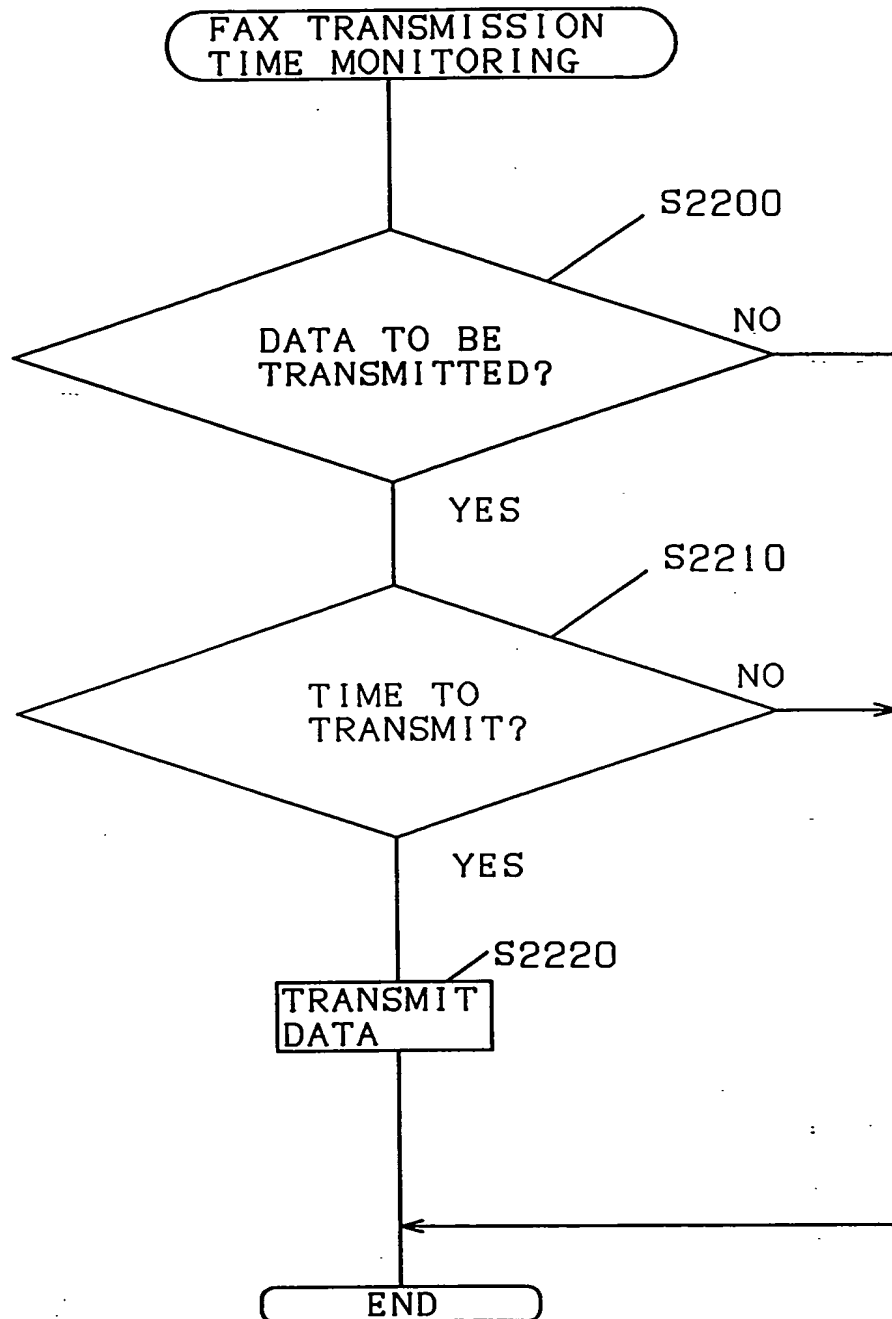 FAX TRANSMISSION
TIME MONITORING
S2200
NO
DATA TO BE
TRANSMITTED?
YES
S2210
NO
TIME TO
TRANSMIT?
YES
S2220
TRANSMIT
DATA
END